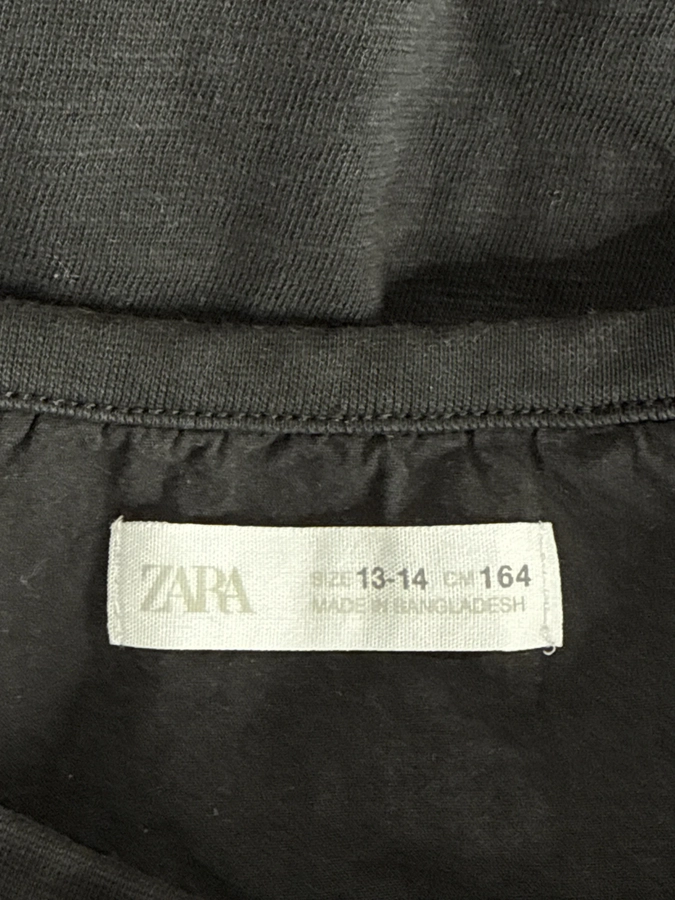 ZARA
SIZE 13-14 CM 164
MADE IN BANGLADESH